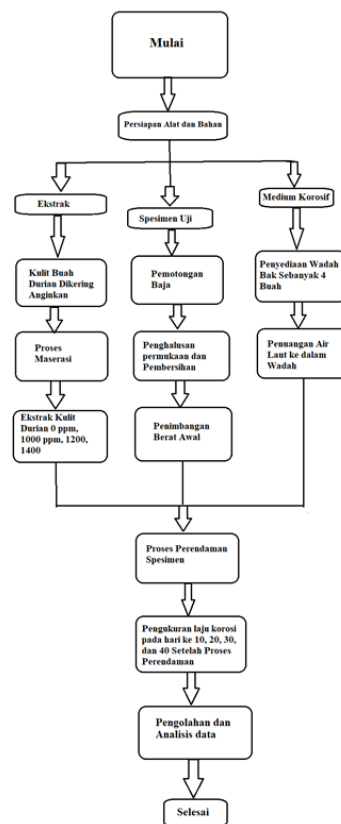 Mulai
Persiapan Alat dan Bahan
Ekstrak
Kulit Buah
Durian Dikering
Anginkan
Proses
Maserasi
Ekstrak Kulit
Durian 0 ppm,
1000 ppm, 1200,
1400
Spesimen Uji
Pemotongan
Baja
Penghalusan
permukaan dan
Pembersihan
Penimbangan
Berat Awal
Medium Korosif
Penyediaan Wadah
Bak Sebanyak 4
Buah
Penuangan Air
Laut ke dalam
Wadah
Proses Perendaman
Spesimen
Pengukuran laju korosi
pada hari ke 10, 20, 30,
dan 40 Setelah Proses
Perendaman
Pengolahan dan
Analisis data
Selesai